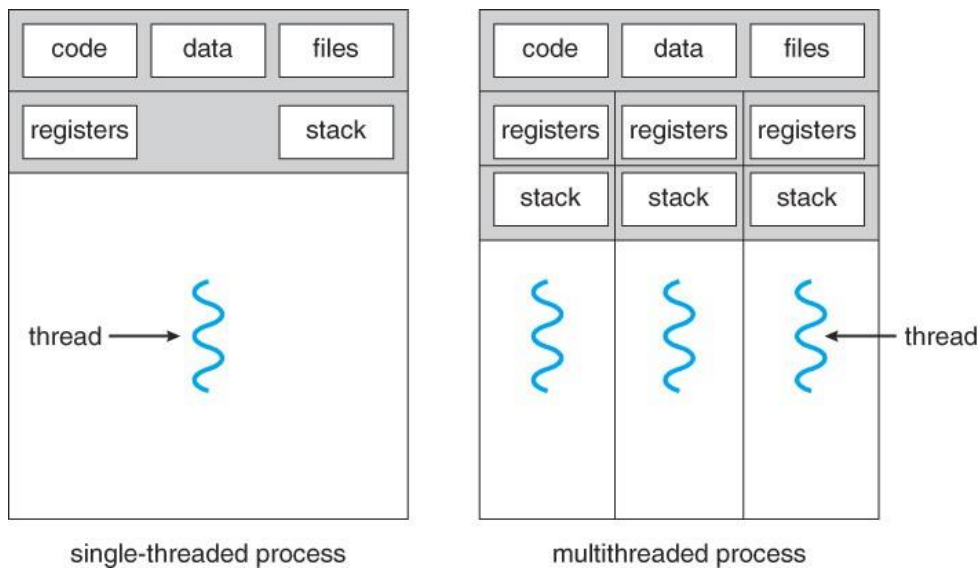 code data files
registers stack
thread
single-threaded process
code data files
registers registers registers
stack stack stack
thread
multithreaded process